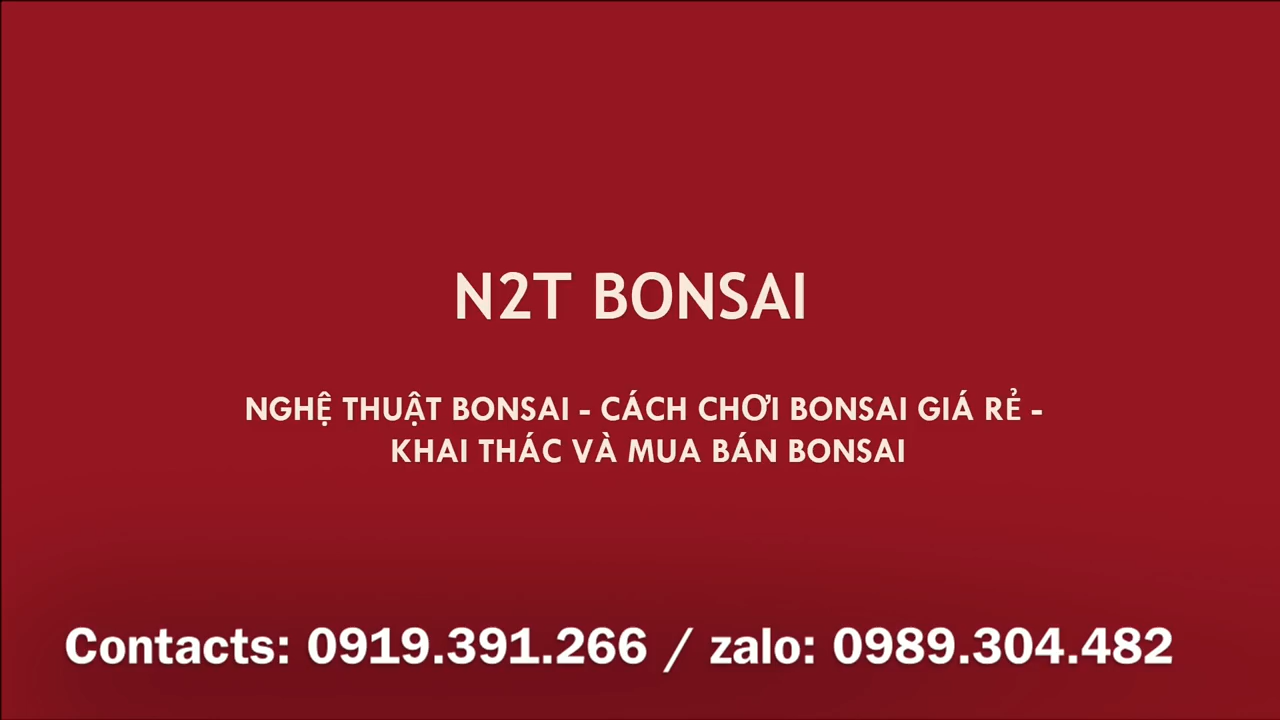 N2T BONSAI
NGHỆ THUẬT BONSAI - CÁCH CHƠI BONSAI GIÁ RẺ -
KHAI THÁC VÀ MUA BÁN BONSAI
Contacts: 0919.391.266 / zalo: 0989.304.482